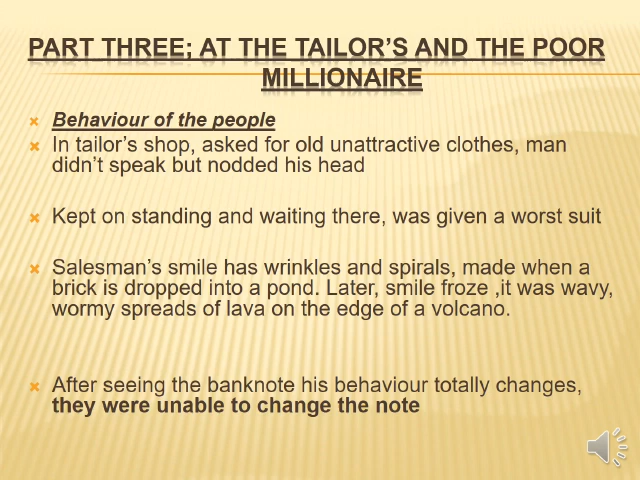 PART THREE; AT THE TAILOR'S AND THE POOR
MILLIONAIRE
Behaviour of the people
In tailor's shop, asked for old unattractive clothes, man
didn't speak but nodded his head
Kept on standing and waiting there, was given a worst suit
Salesman's smile has wrinkles and spirals, made when a
brick is dropped into a pond. Later, smile froze ,it was wavy,
wormy spreads of lava on the edge of a volcano.
After seeing the banknote his behaviour totally changes,
they were unable to change the note